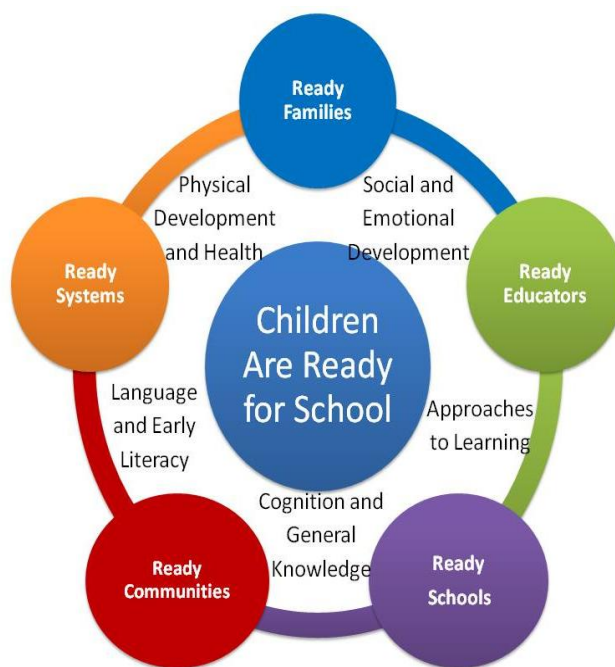 Ready
Families
Physical
Development
and Health
Social and
Emotional
Development
Ready
Systems
Ready
Educators
Children
Are Ready
for School
Language
and Early
Literacy
Approaches
to Learning
Cognition and
General
Knowledge
Ready
Communities
Ready
Schools